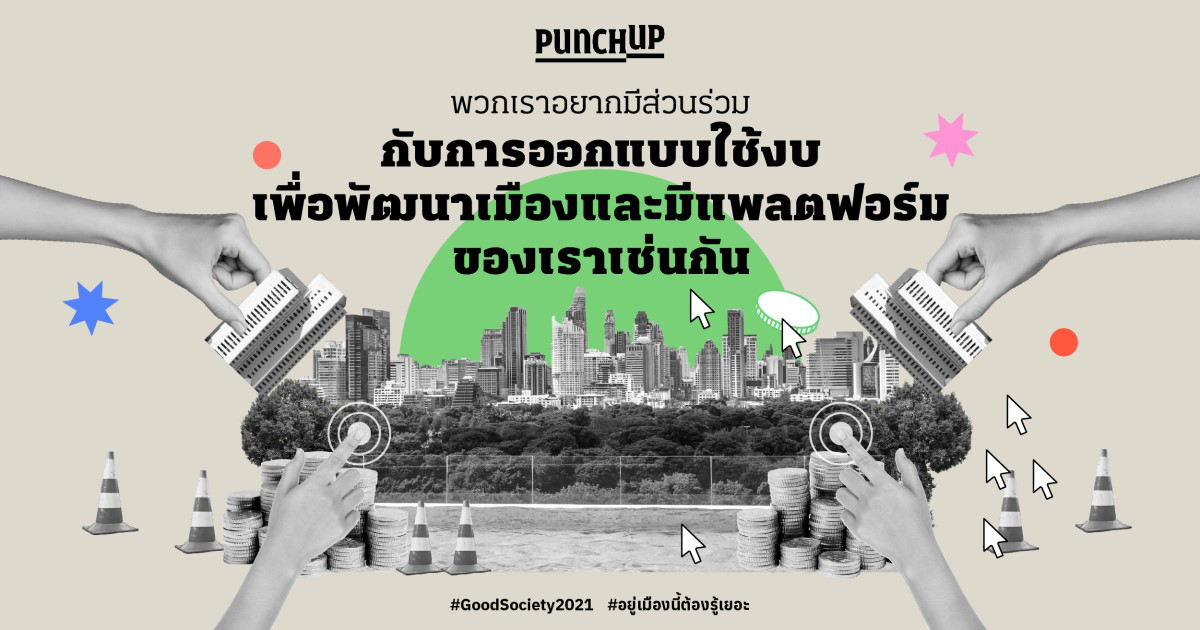 PUNCHUP
พวกเราอยากมีส่วนร่วม
กับการออกแบบใช้งบ
เพื่อพัฒนาเมืองและมีแพลตฟอร์ม
ของเราเช่นกัน
#GoodSociety2021 #อยู่เมืองนี้ต้องรู้เยอะ